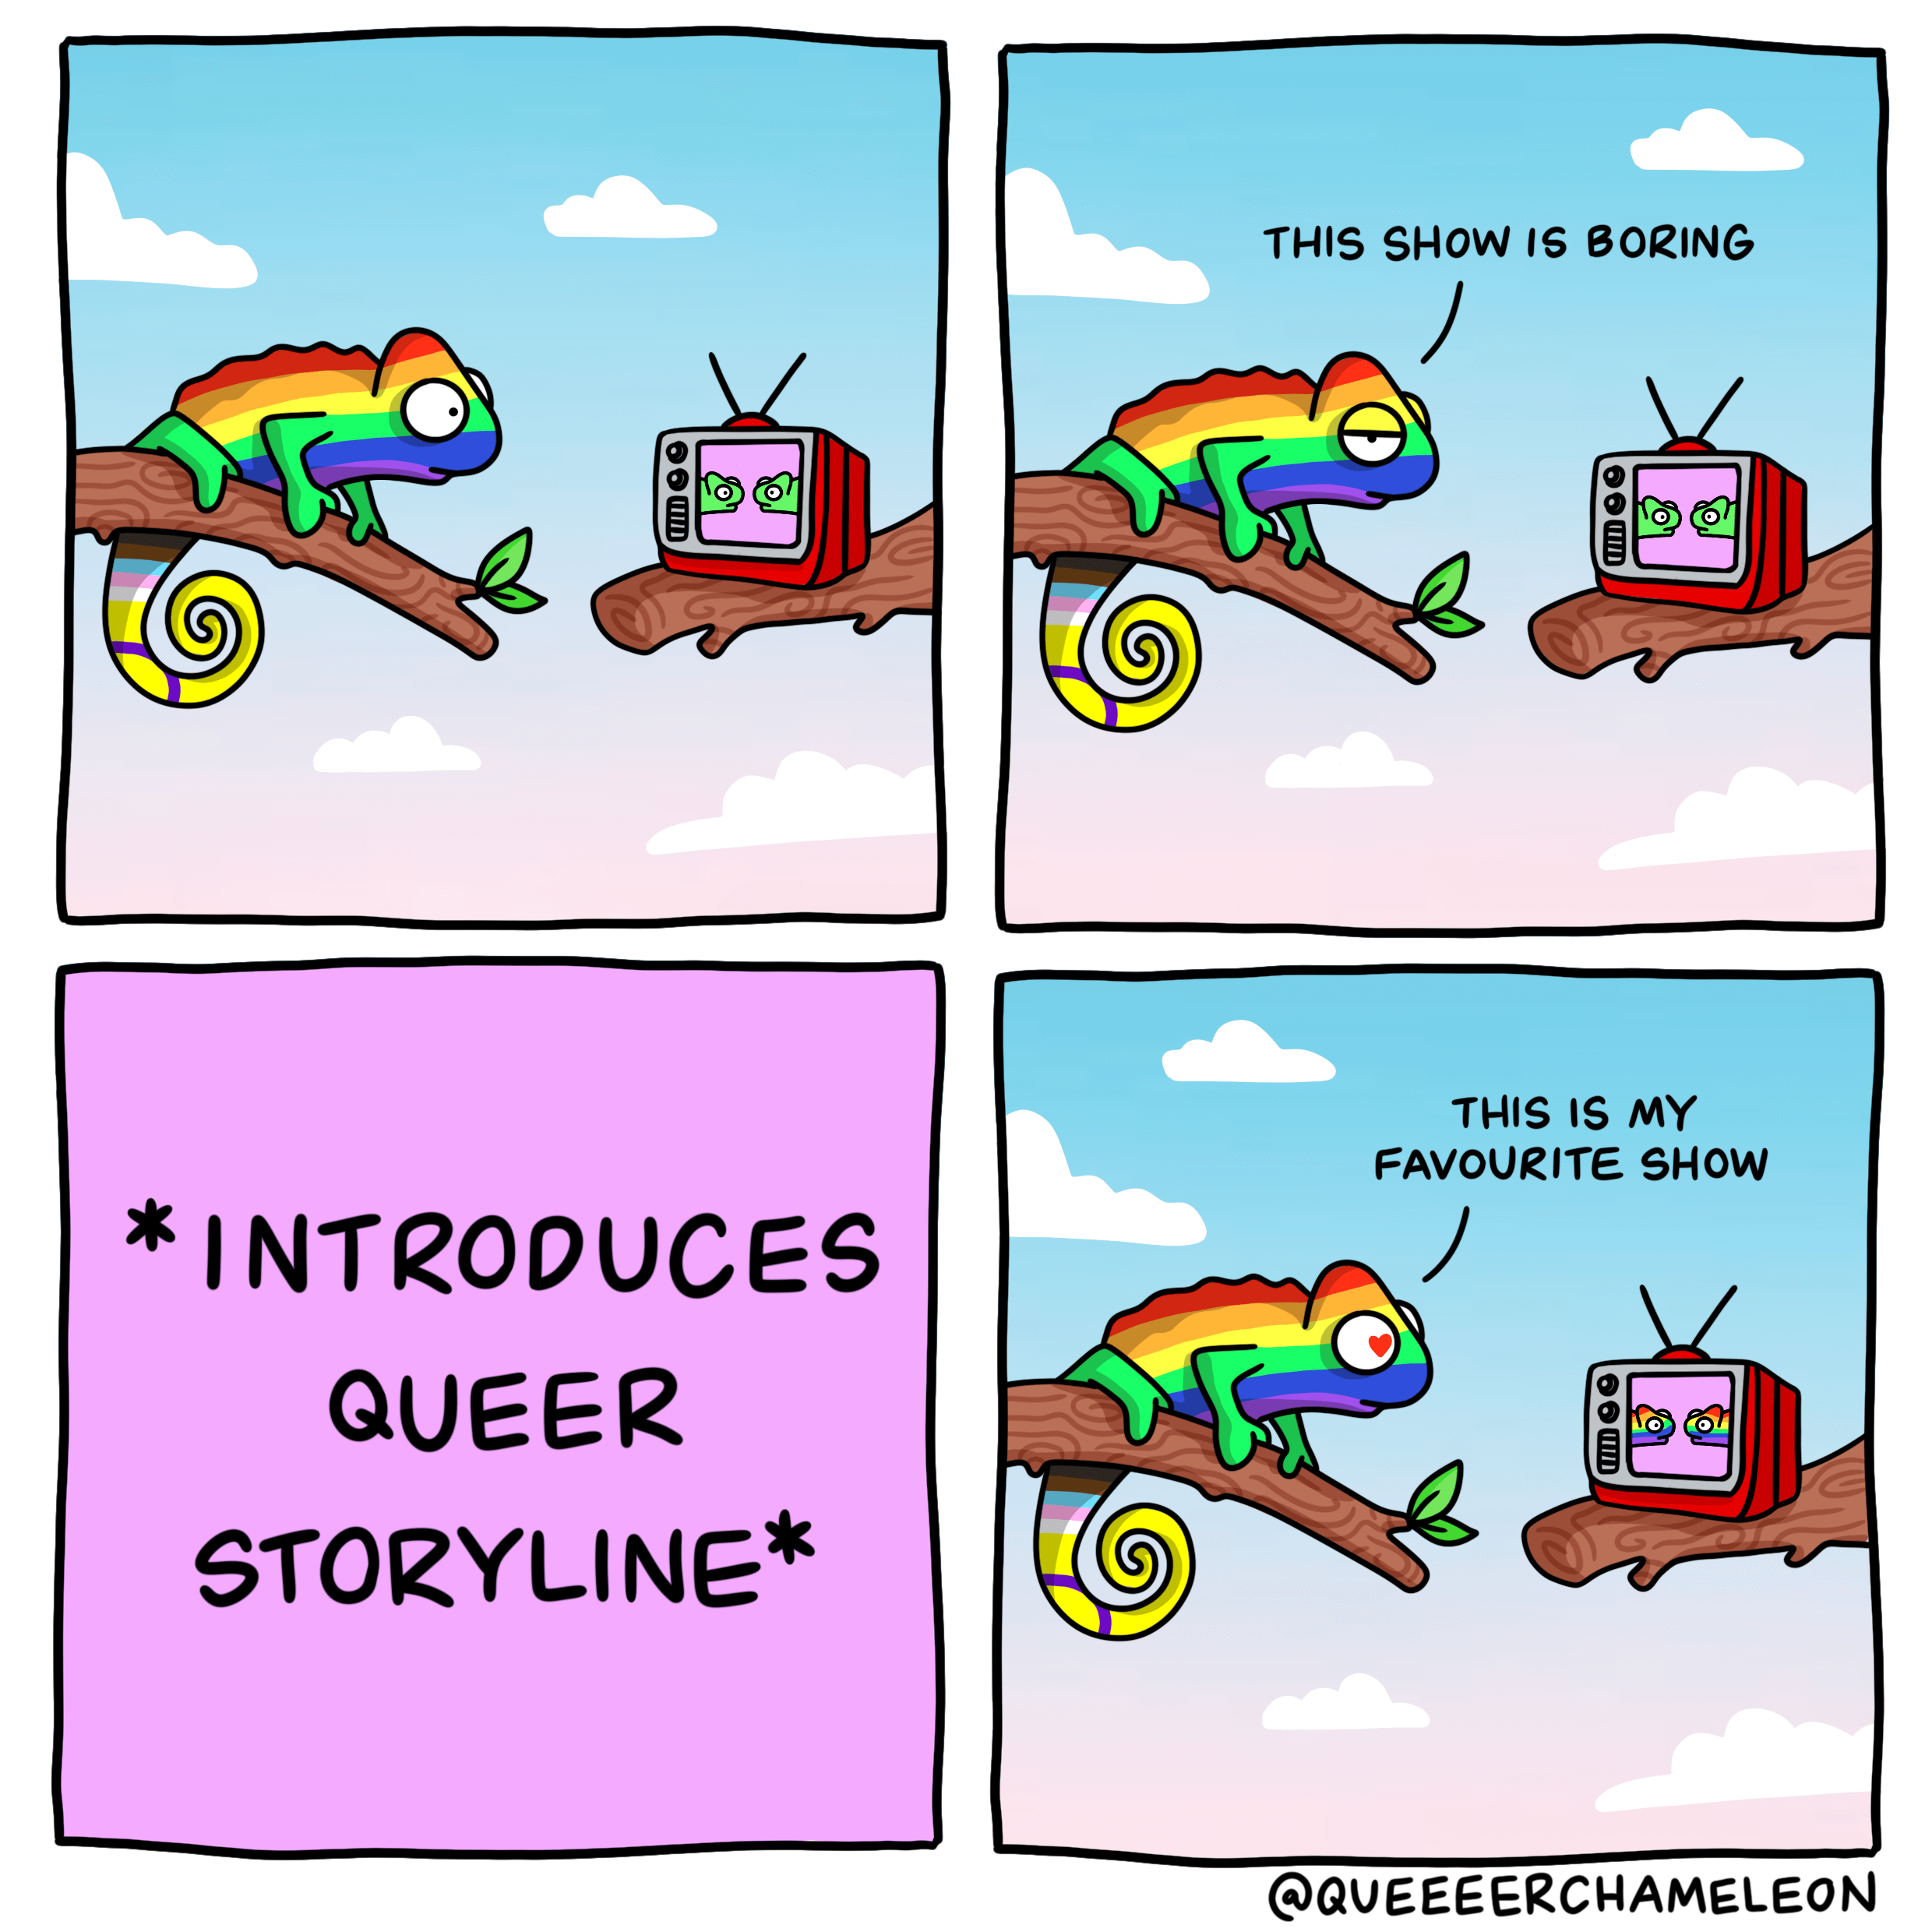 THIS SHOW IS BORING
*INTRODUCES
QUEER
STORYLINE*
THIS IS MY
FAVOURITE SHOW
@QUEEEERCHAMELEON